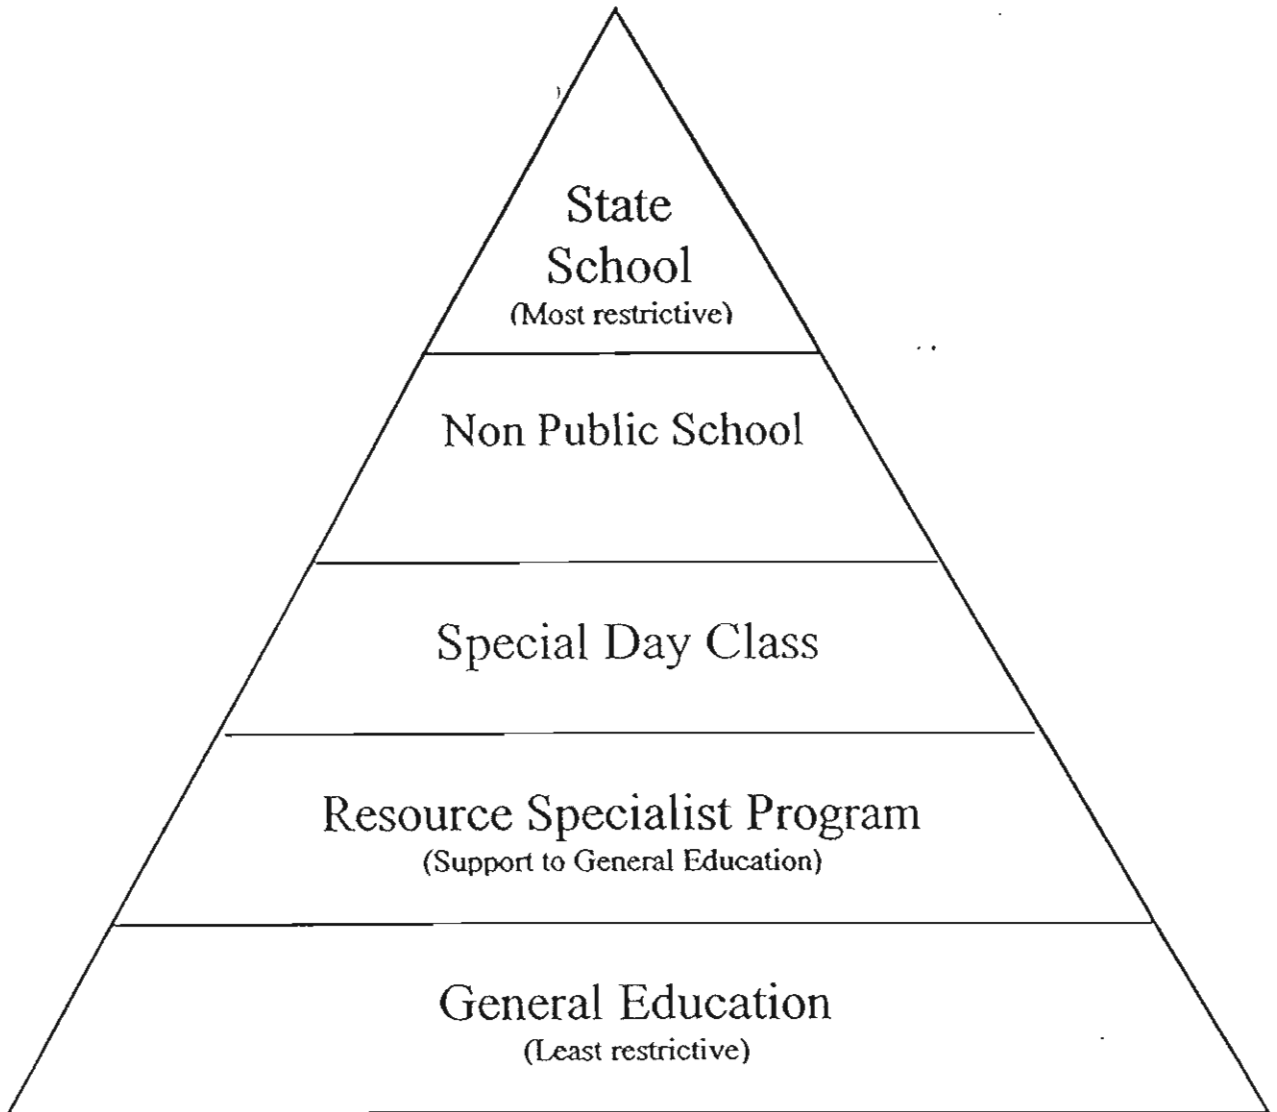 State
School
(Most restrictive)
Non Public School
Special Day Class
Resource Specialist Program
(Support to General Education)
General Education
(Least restrictive)